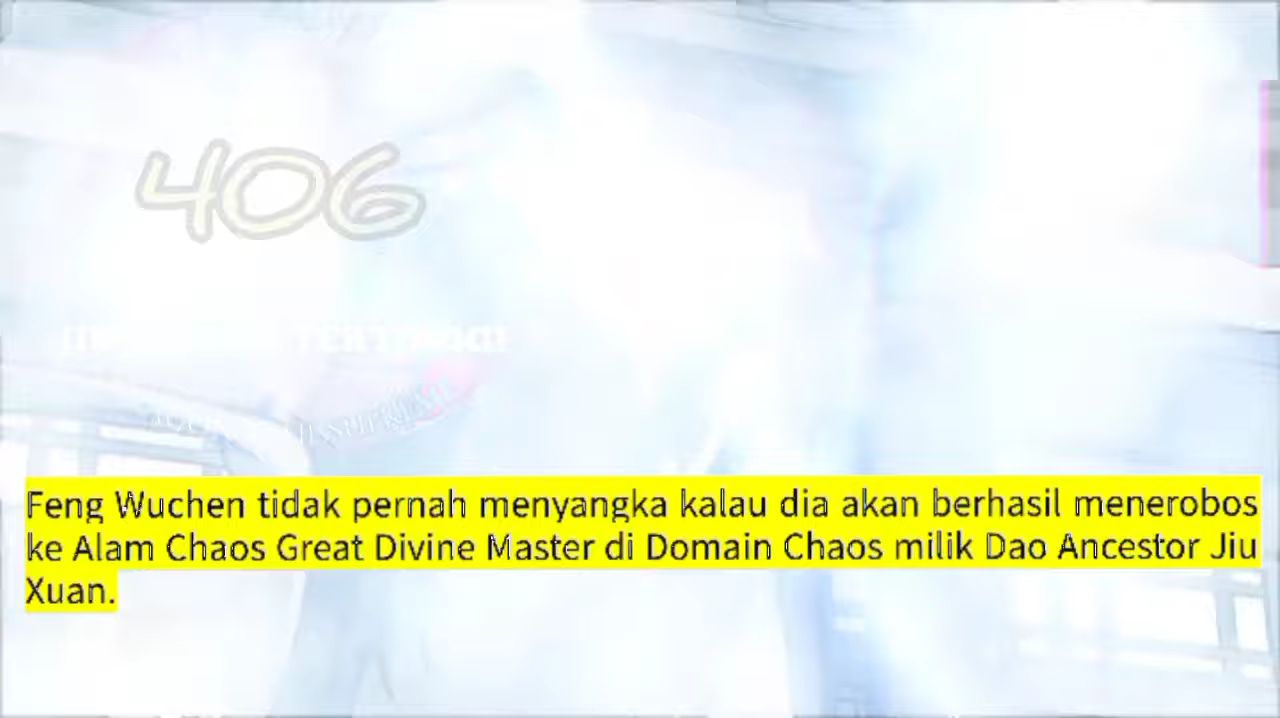 406
Feng Wuchen tidak pernah menyangka kalau dia akan berhasil menerobos
ke Alam Chaos Great Divine Master di Domain Chaos milik Dao Ancestor Jiu
Xuan.